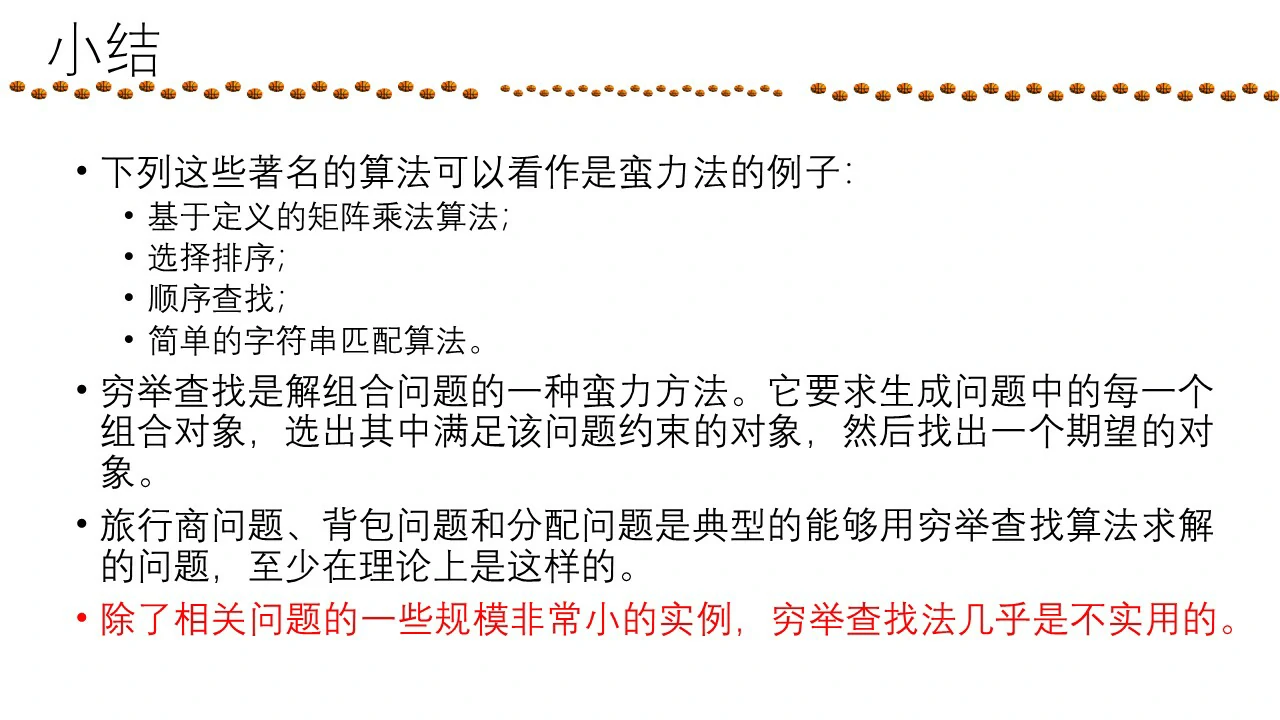 小结
• 下列这些著名的算法可以看作是蛮力法的例子：
• 基于定义的矩阵乘法算法；
• 选择排序；
• 顺序查找；
• 简单的字符串匹配算法。
• 穷举查找是解组合问题的一种蛮力方法。它要求生成问题中的每一个
组合对象，选出其中满足该问题约束的对象，然后找出一个期望的对
象。
• 旅行商问题、背包问题和分配问题是典型的能够用穷举查找算法求解
的问题，至少在理论上是这样的。
• 除了相关问题的一些规模非常小的实例，穷举查找法几乎是不实用的。